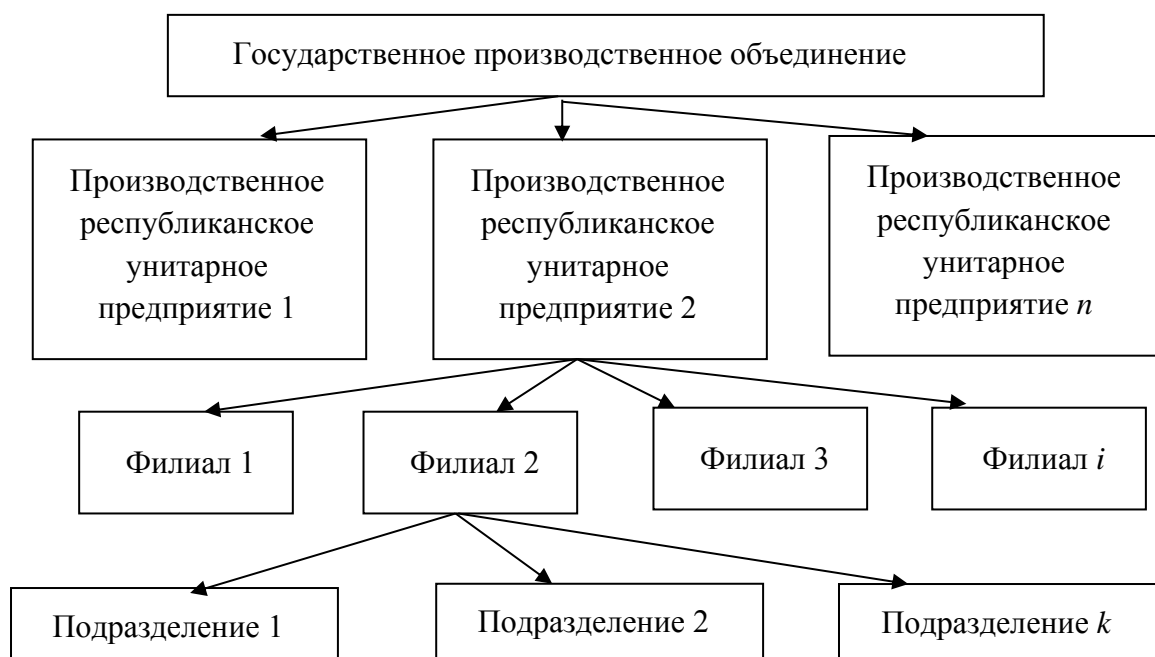 Государственное производственное объединение
Производственное
республиканское
унитарное
предприятие 1
Производственное
республиканское
унитарное
предприятие 2
Производственное
республиканское
унитарное
предприятие n
Филиал 1
Филиал 2
Филиал 3
Филиал i
Подразделение 1
Подразделение 2
Подразделение k